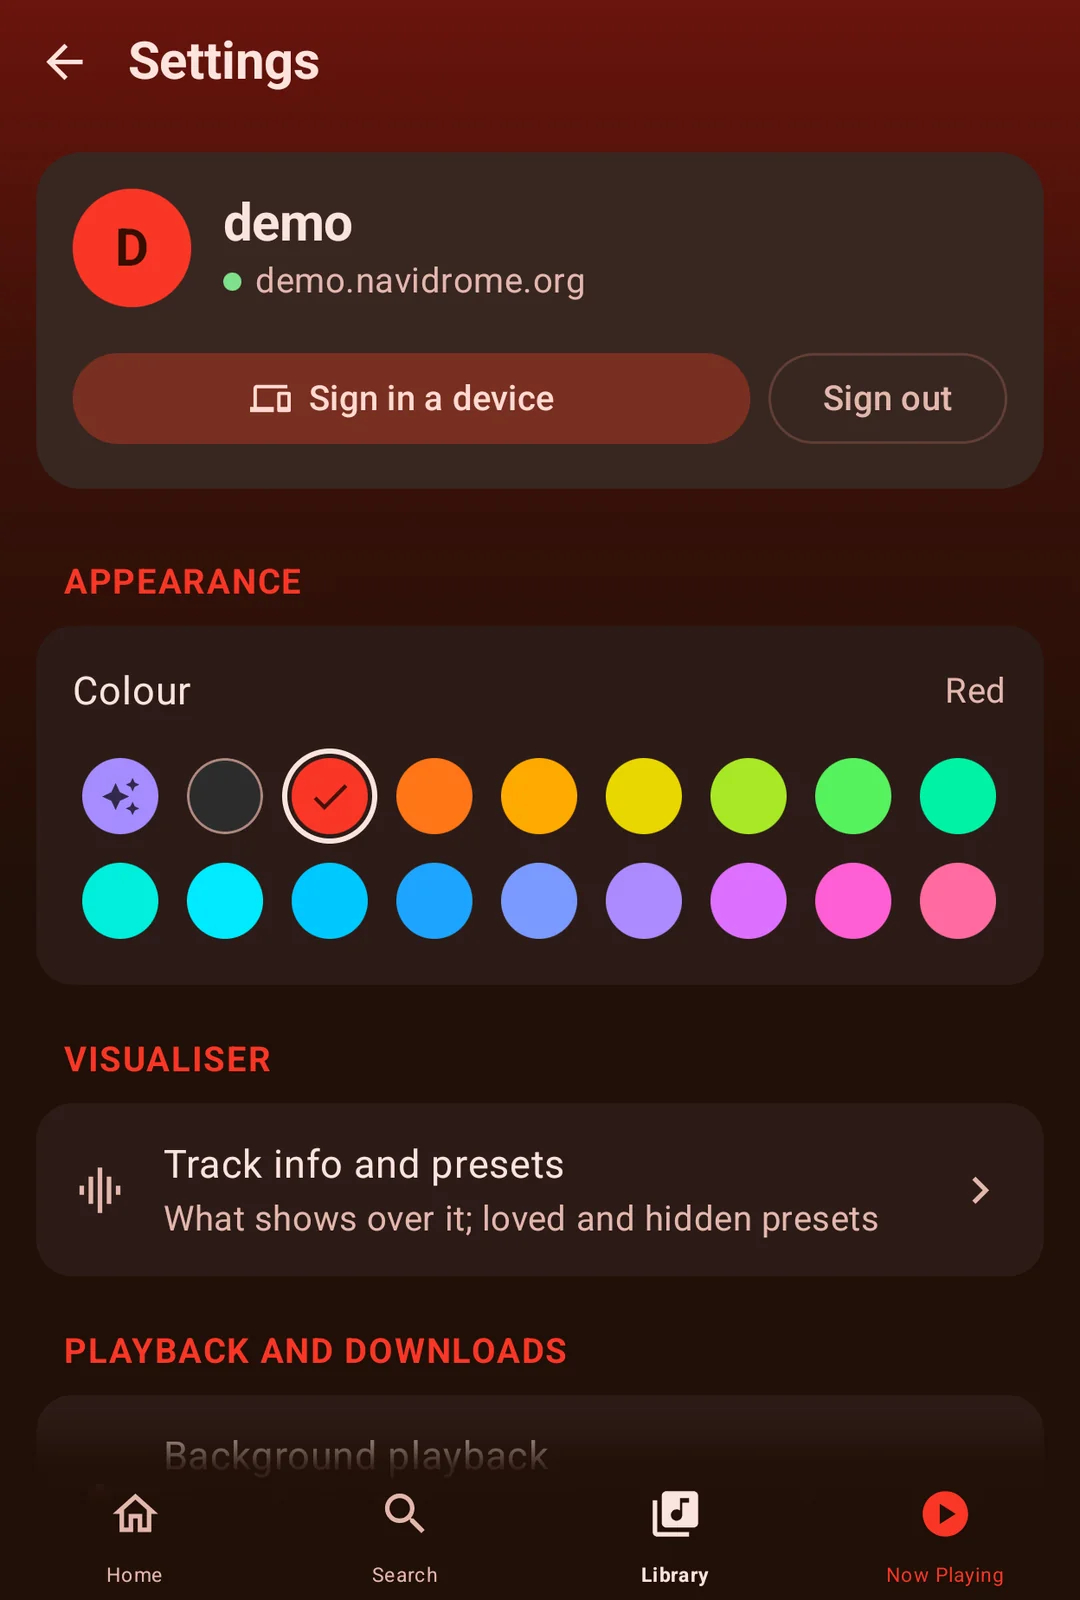 Settings
D
demo
demo.navidrome.org
Sign in a device
Sign out
APPEARANCE
Colour
Red
VISUALISER
Track info and presets
What shows over it; loved and hidden presets
PLAYBACK AND DOWNLOADS
Background playback
Home
Search
Library
Now Playing